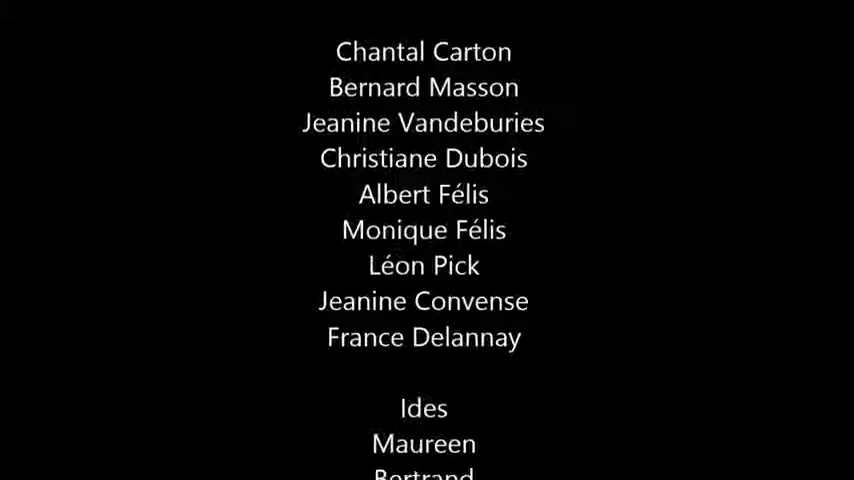 Chantal Carton
Bernard Masson
Jeanine Vandeburies
Christiane Dubois
Albert Félis
Monique Félis
Léon Pick
Jeanine Convense
France Delannay
Ides
Maureen
Bertrand